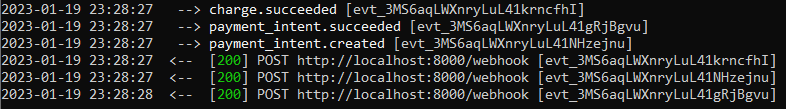 2023-01-19 23:28:27   --> charge.succeeded [evt_3MS6aqLWXnryLuL41krncfhI]
2023-01-19 23:28:27   --> payment_intent.succeeded [evt_3MS6aqLWXnryLuL41gRjBgvu]
2023-01-19 23:28:27   --> payment_intent.created [evt_3MS6aqLWXnryLuL41NHzejnu]
2023-01-19 23:28:27  <--  [200] POST http://localhost:8000/webhook [evt_3MS6aqLWXnryLuL41krncfhI]
2023-01-19 23:28:27  <--  [200] POST http://localhost:8000/webhook [evt_3MS6aqLWXnryLuL41NHzejnu]
2023-01-19 23:28:28  <--  [200] POST http://localhost:8000/webhook [evt_3MS6aqLWXnryLuL41gRjBgvu]